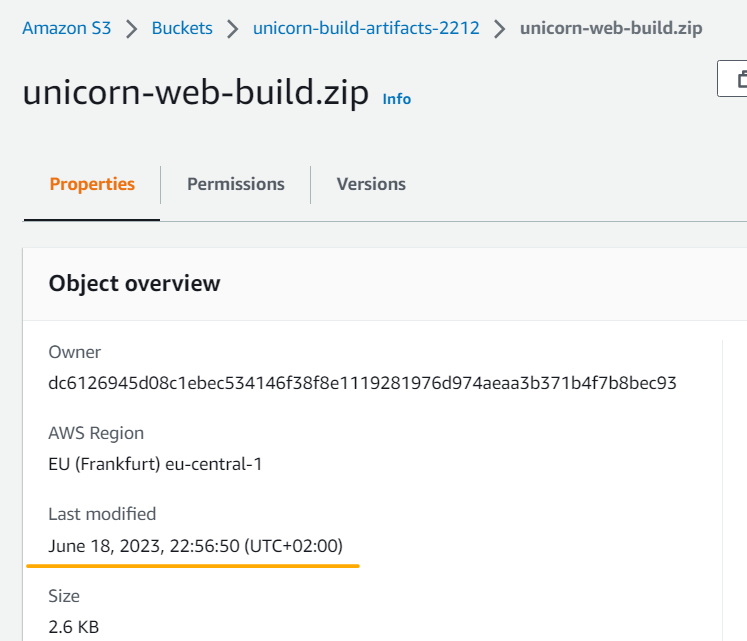 Amazon S3 > Buckets > unicorn-build-artifacts-2212 > unicorn-web-build.zip
unicorn-web-build.zip Info
Properties Permissions Versions
Object overview
Owner
dc6126945d08c1ebec534146f38f8e1119281976d974aeaa3b371b4f7b8bec93
AWS Region
EU (Frankfurt) eu-central-1
Last modified
June 18, 2023, 22:56:50 (UTC+02:00)
Size
2.6 KB